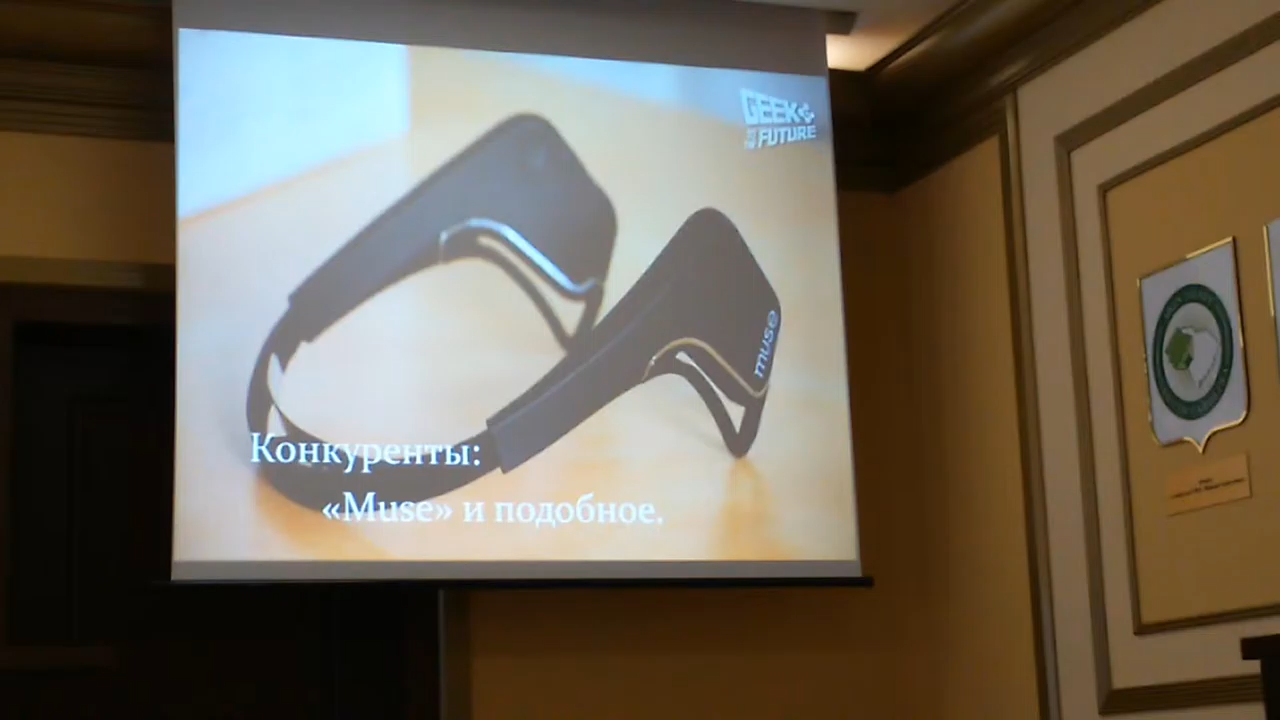 GEEK
FUTURE
muse
Конкуренты:
«Muse» и подобное.